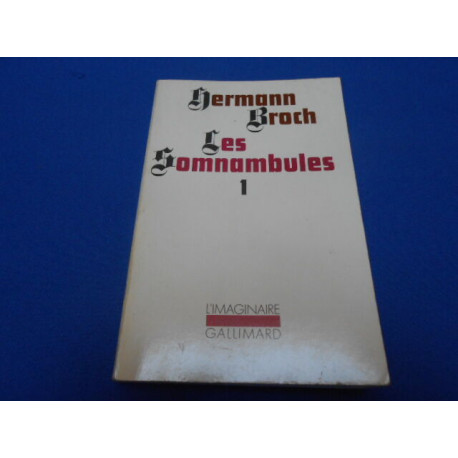 Hermann
Broch
Les
Somnambules
1
L'IMAGINAIRE
GALLIMARD